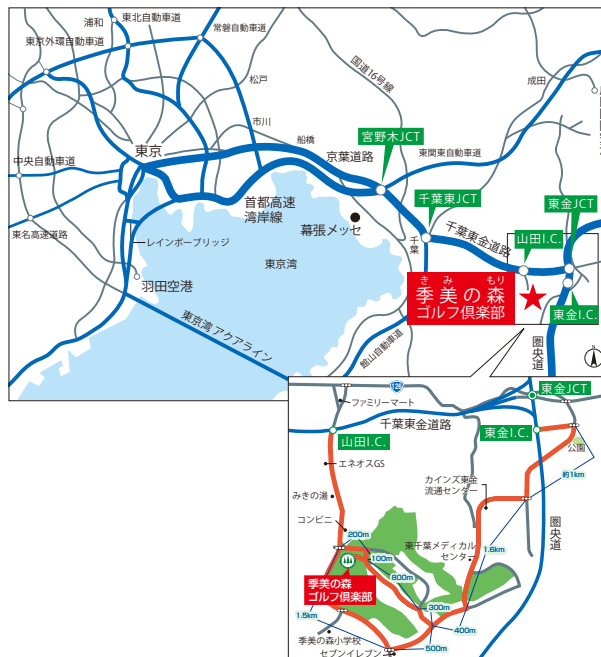 浦和
東北自動車道
常磐自動車道
東京外環自動車道
松戸
国道16号線
成田
市川
船橋
宮野木JCT
東京
京葉道路
東関東自動車道
中央自動車道
首都高速
湾岸線
千葉東JCT
東金JCT
幕張メッセ
千葉
千葉東金道路
山田I.C.
東名高速道路
レインボーブリッジ
東京湾
羽田空港
きみ もり
季美の森
ゴルフ倶楽部
東金I.C.
東京湾アクアライン
館山自動車道
圏央道
N
126
東金JCT
ファミリーマート
千葉東金道路
山田I.C.
東金I.C.
公園
エネオスGS
約1km
カインズ東金
流通センター
みきの湯
コンビニ
圏央道
200m
東千葉メディカル
センター
1.6km
100m
800m
季美の森
ゴルフ倶楽部
300m
1.5km
400m
季美の森小学校
500m
セブンイレブン